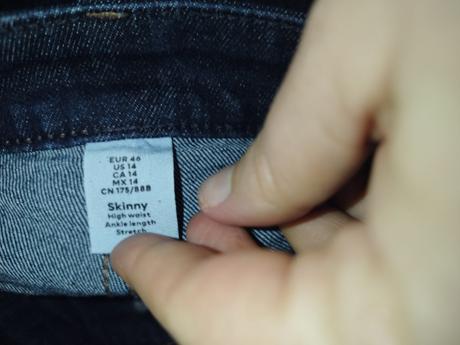 EUR 46
US 14
CA 14
MX 14
CN 175/88B
Skinny
High waist
Ankle length
Stretch